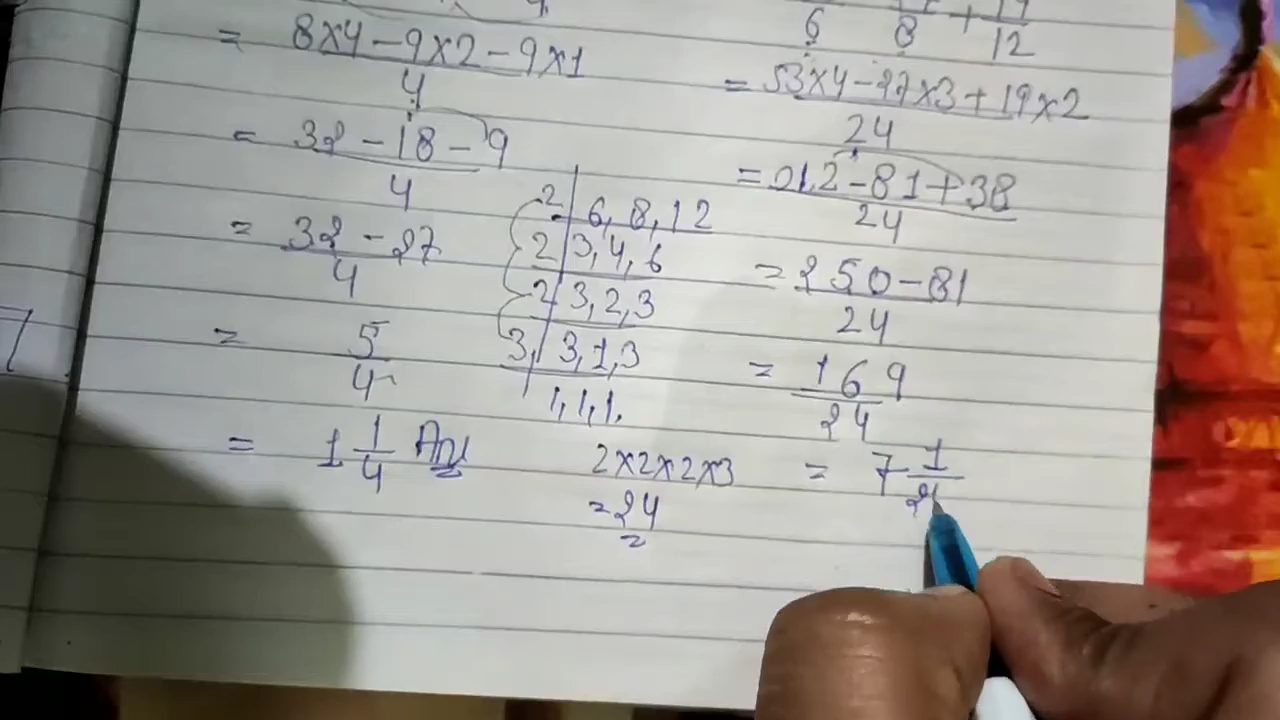 = 8×4-9×2-9×1
4
= 32-18-9
4
= 32-27
4
= 5
4
= 1 1/4 Ans
2 6, 8, 12
2 3, 4, 6
2 3, 2, 3
3 3, 1, 3
1, 1, 1.
2×2×2×3
= 24
6 8 + 19
12
= 53×4-27×3+19×2
24
= 212-81+38
24
= 250-81
24
= 169
24
= 7 1
24